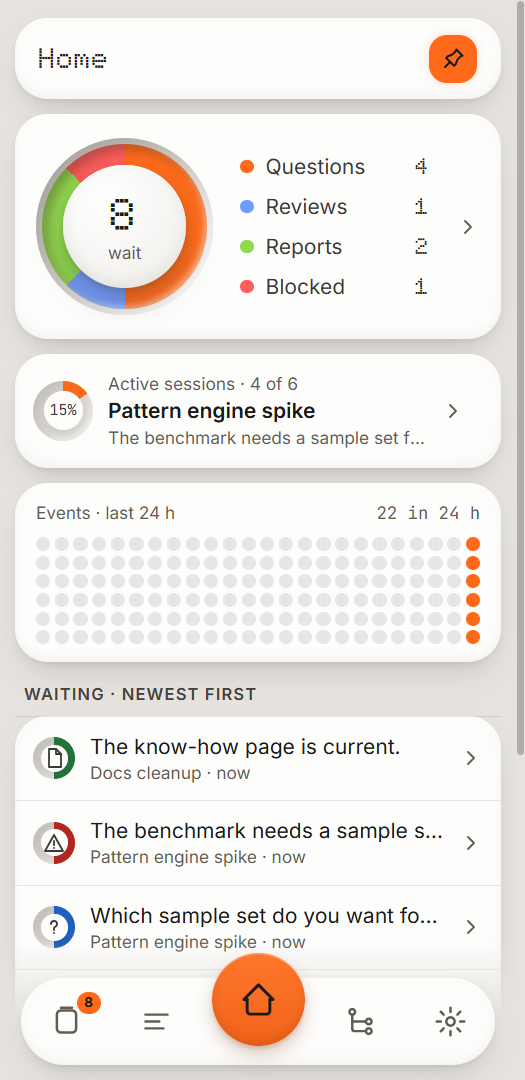 Home
8
wait
Questions 4
Reviews 1
Reports 2
Blocked 1
15%
Active sessions · 4 of 6
Pattern engine spike
The benchmark needs a sample set f...
Events · last 24 h 22 in 24 h
WAITING · NEWEST FIRST
The know-how page is current.
Docs cleanup · now
The benchmark needs a sample s...
Pattern engine spike · now
?
Which sample set do you want fo...
Pattern engine spike · now
8